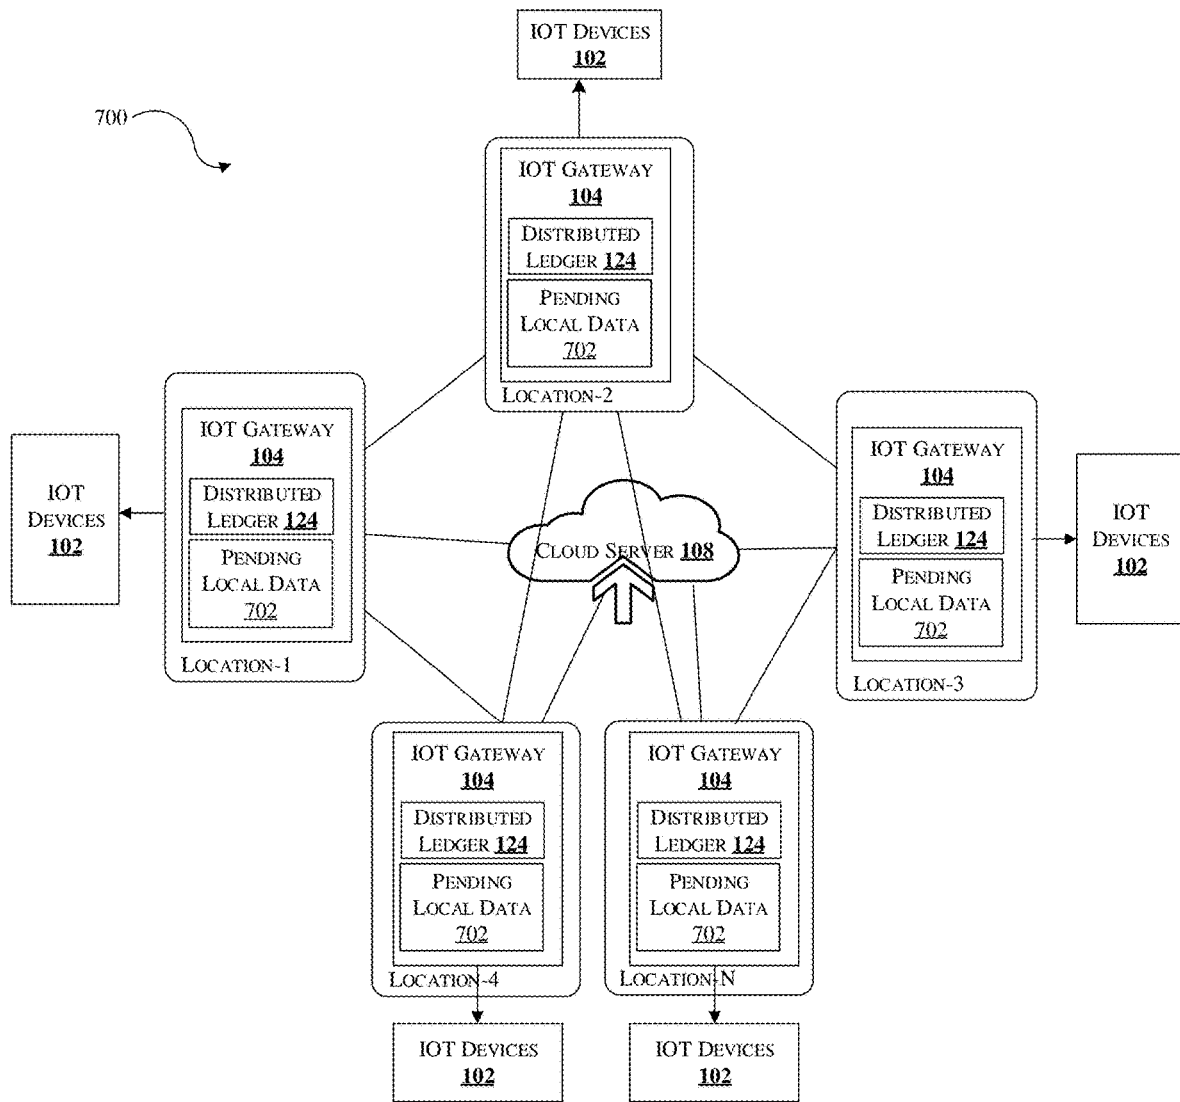 IOT DEVICES
102
700
IOT GATEWAY
104
DISTRIBUTED
LEDGER 124
PENDING
LOCAL DATA
702
LOCATION-2
IOT GATEWAY
104
DISTRIBUTED
LEDGER 124
PENDING
LOCAL DATA
702
LOCATION-1
IOT
DEVICES
102
CLOUD SERVER 108
IOT GATEWAY
104
DISTRIBUTED
LEDGER 124
PENDING
LOCAL DATA
702
LOCATION-3
IOT
DEVICES
102
IOT GATEWAY
104
DISTRIBUTED
LEDGER 124
PENDING
LOCAL DATA
702
LOCATION-4
IOT DEVICES
102
IOT GATEWAY
104
DISTRIBUTED
LEDGER 124
PENDING
LOCAL DATA
702
LOCATION-N
IOT DEVICES
102